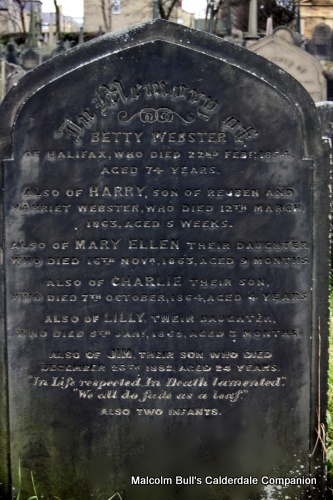 In Memory of
BETTY WEBSTER
OF HALIFAX, WHO DIED 22ND FEBY, 1854,
AGED 74 YEARS.
ALSO OF HARRY, SON OF REUBEN AND
HARRIET WEBSTER, WHO DIED 12TH MARCH
1863, AGED 5 WEEKS.
ALSO OF MARY ELLEN THEIR DAUGHTER
WHO DIED 16TH NOVR, 1863, AGED 9 MONTHS
ALSO OF CHARLIE THEIR SON,
WHO DIED 7TH OCTOBER, 1864, AGED 4 YEARS
ALSO OF LILLY, THEIR DAUGHTER,
WHO DIED 5TH JANY, 1865, AGED MONTHS
ALSO OF JIM, THEIR SON WHO DIED
DECEMBER 26TH 1882, AGED 24 YEARS.
"In Life respected, In Death lamented".
"We all do fade as a leaf"
ALSO TWO INFANTS.
Malcolm Bull's Calderdale Companion